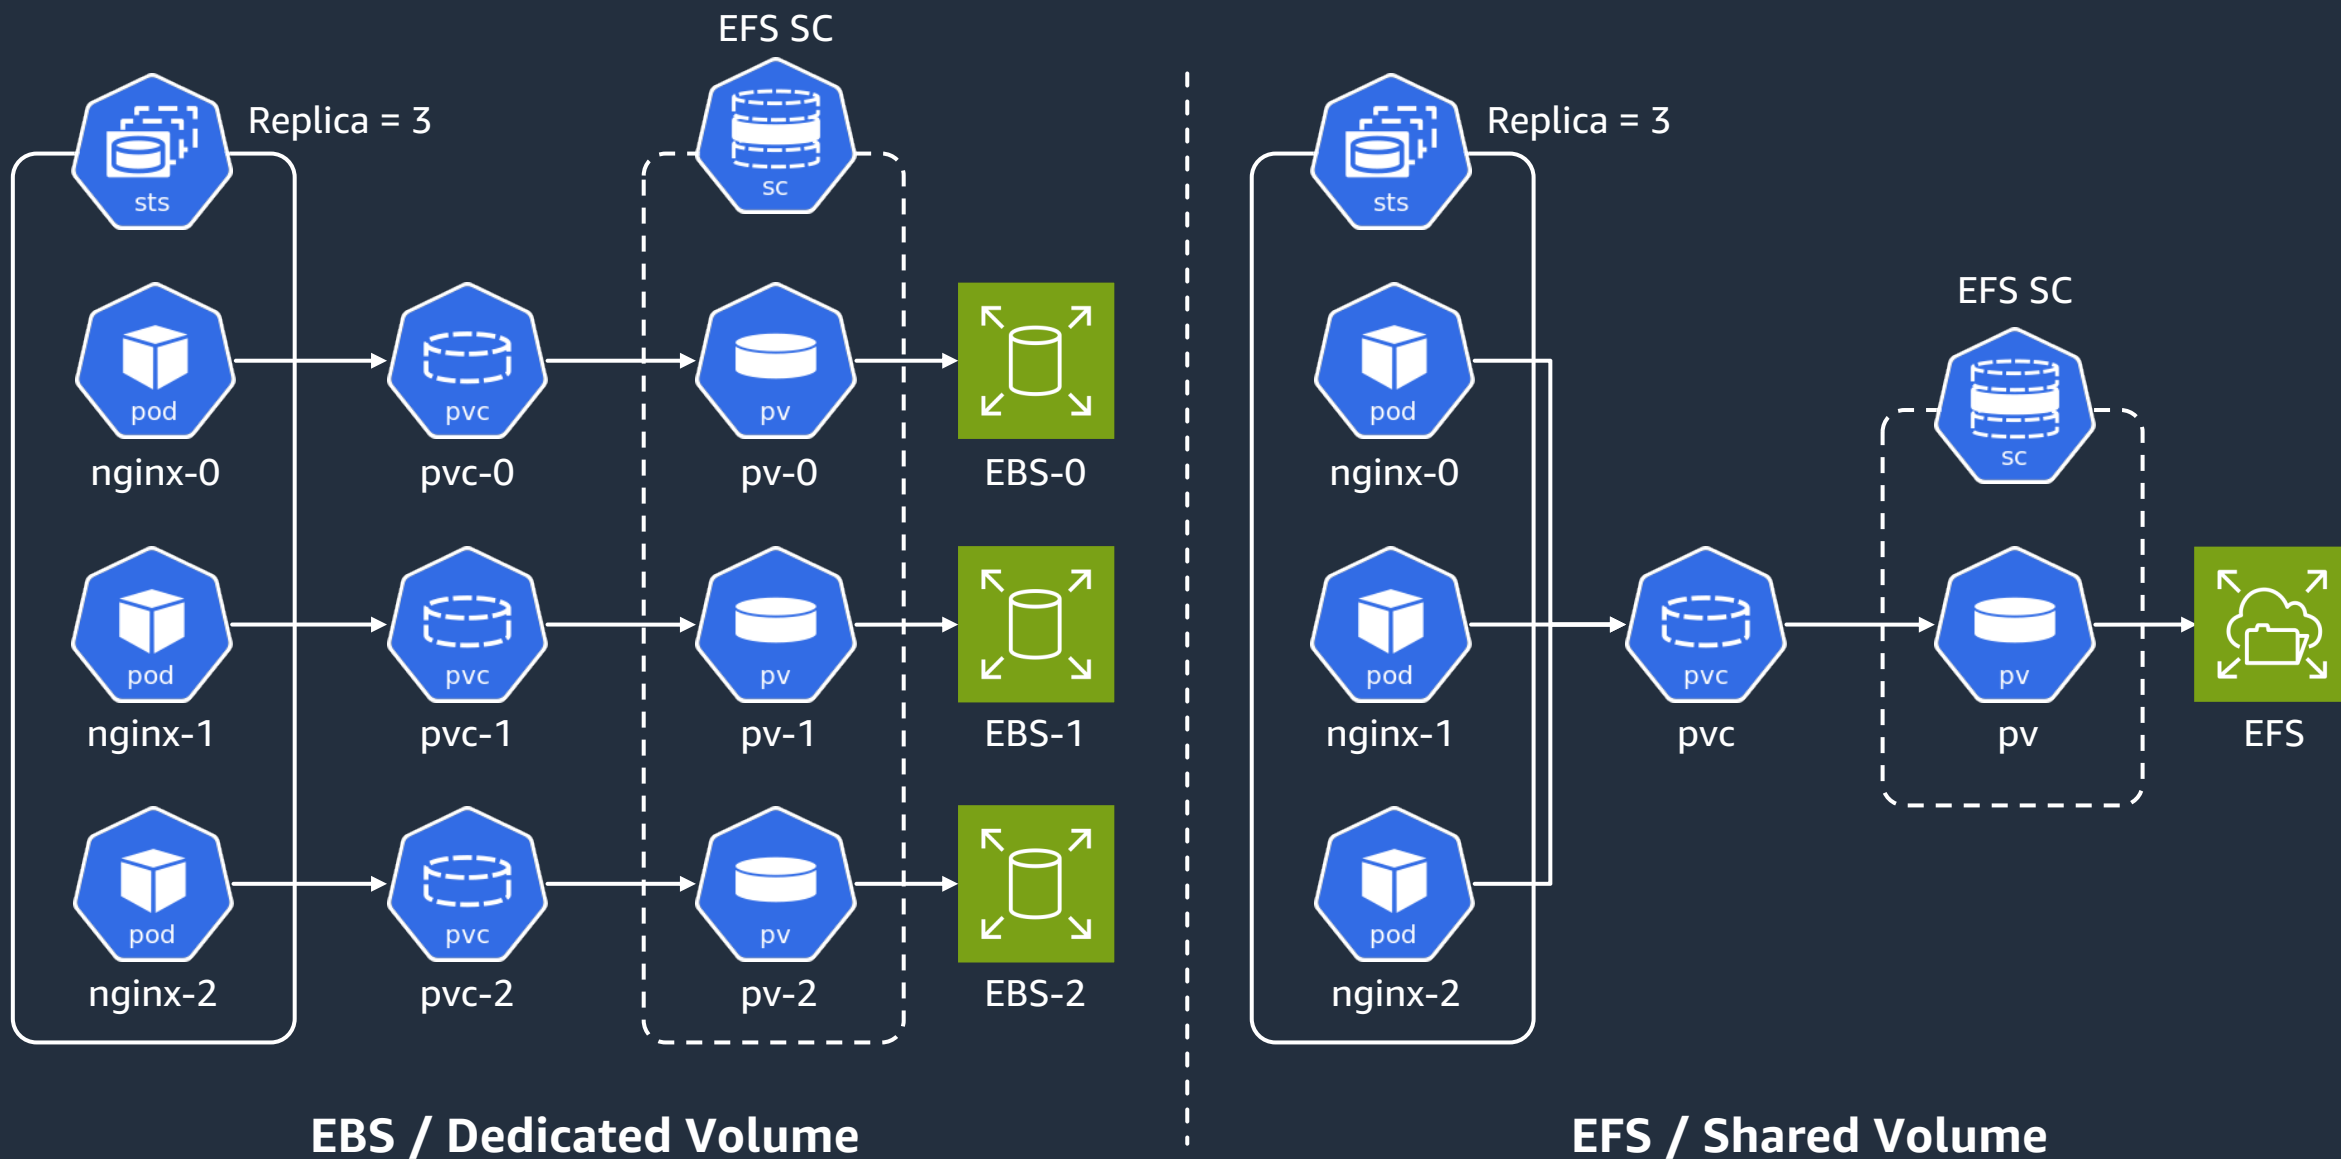 EFS SC
Replica = 3
sts
sc
pod
pvc
pv
nginx-0
pvc-0
pv-0
EBS-0
pod
pvc
pv
nginx-1
pvc-1
pv-1
EBS-1
pod
pvc
pv
nginx-2
pvc-2
pv-2
EBS-2
EBS / Dedicated Volume
Replica = 3
sts
EFS SC
pod
sc
nginx-0
pod
pvc
pv
nginx-1
pvc
pv
EFS
pod
nginx-2
EFS / Shared Volume